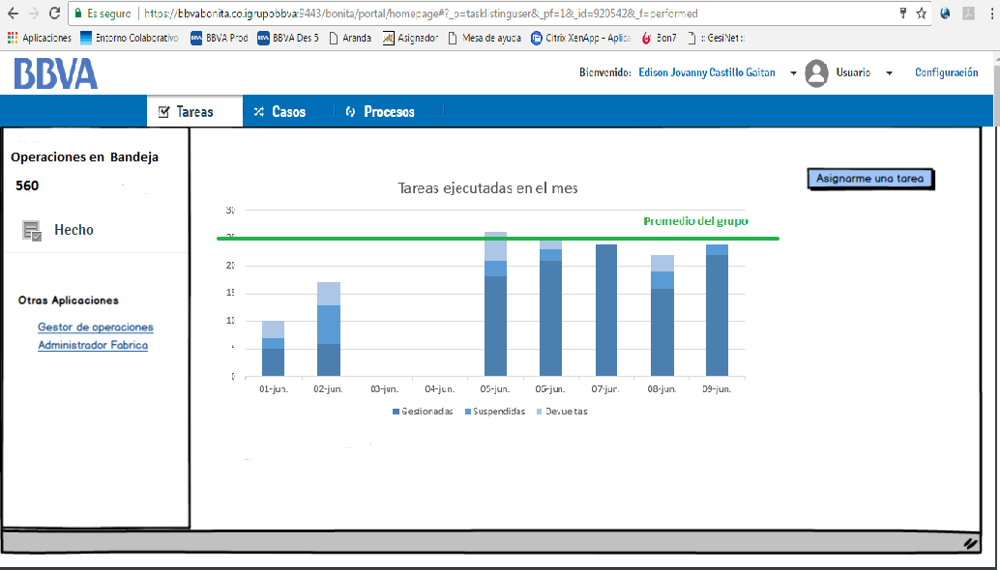 Es seguro | https://bbvabonita.co.igrupobbva:9443/bonita/portal/homepage#?_p=tasklistinguser&_pf=1&_id=920542&_f=performed
Aplicaciones Entorno Colaborativo BBVA BBVA Prod BBVA BBVA Des 5 Aranda Asignador Mesa de ayuda Citrix XenApp - Aplica Bon7 :: GesiNet ::
BBVA
Bienvenido: Edison Jovanny Castillo Gaitan Usuario Configuración
Tareas Casos Procesos
Operaciones en Bandeja
560
Hecho
Otras Aplicaciones
Gestor de operaciones
Administrador Fabrica
Asignarme una tarea
Tareas ejecutadas en el mes
Promedio del grupo
30
25
20
15
10
0
01-jun. 02-jun. 03-jun. 04-jun. 05-jun. 06-jun. 07-jun. 08-jun. 09-jun.
Gestionadas Suspendidas Devueltas